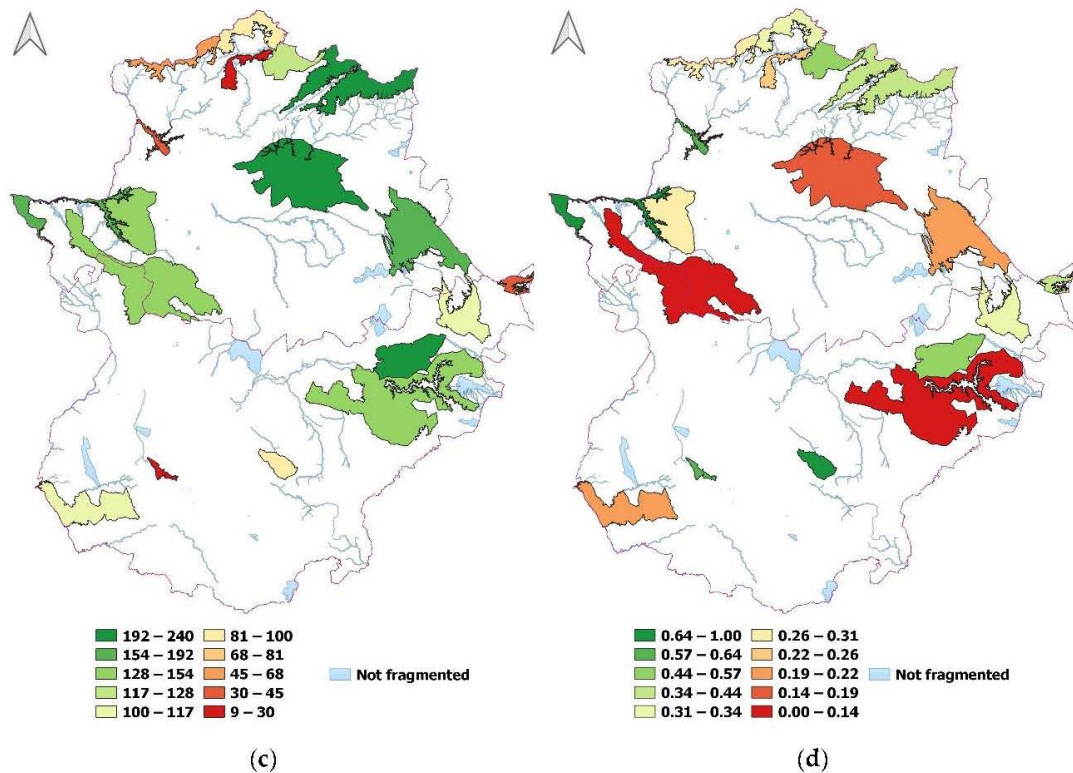 192 – 240 81 – 100
154 – 192 68 – 81
128 – 154 45 – 68 Not fragmented
117 – 128 30 – 45
100 – 117 9 – 30
(c)
0.64 – 1.00 0.26 – 0.31
0.57 – 0.64 0.22 – 0.26
0.44 – 0.57 0.19 – 0.22 Not fragmented
0.34 – 0.44 0.14 – 0.19
0.31 – 0.34 0.00 – 0.14
(d)